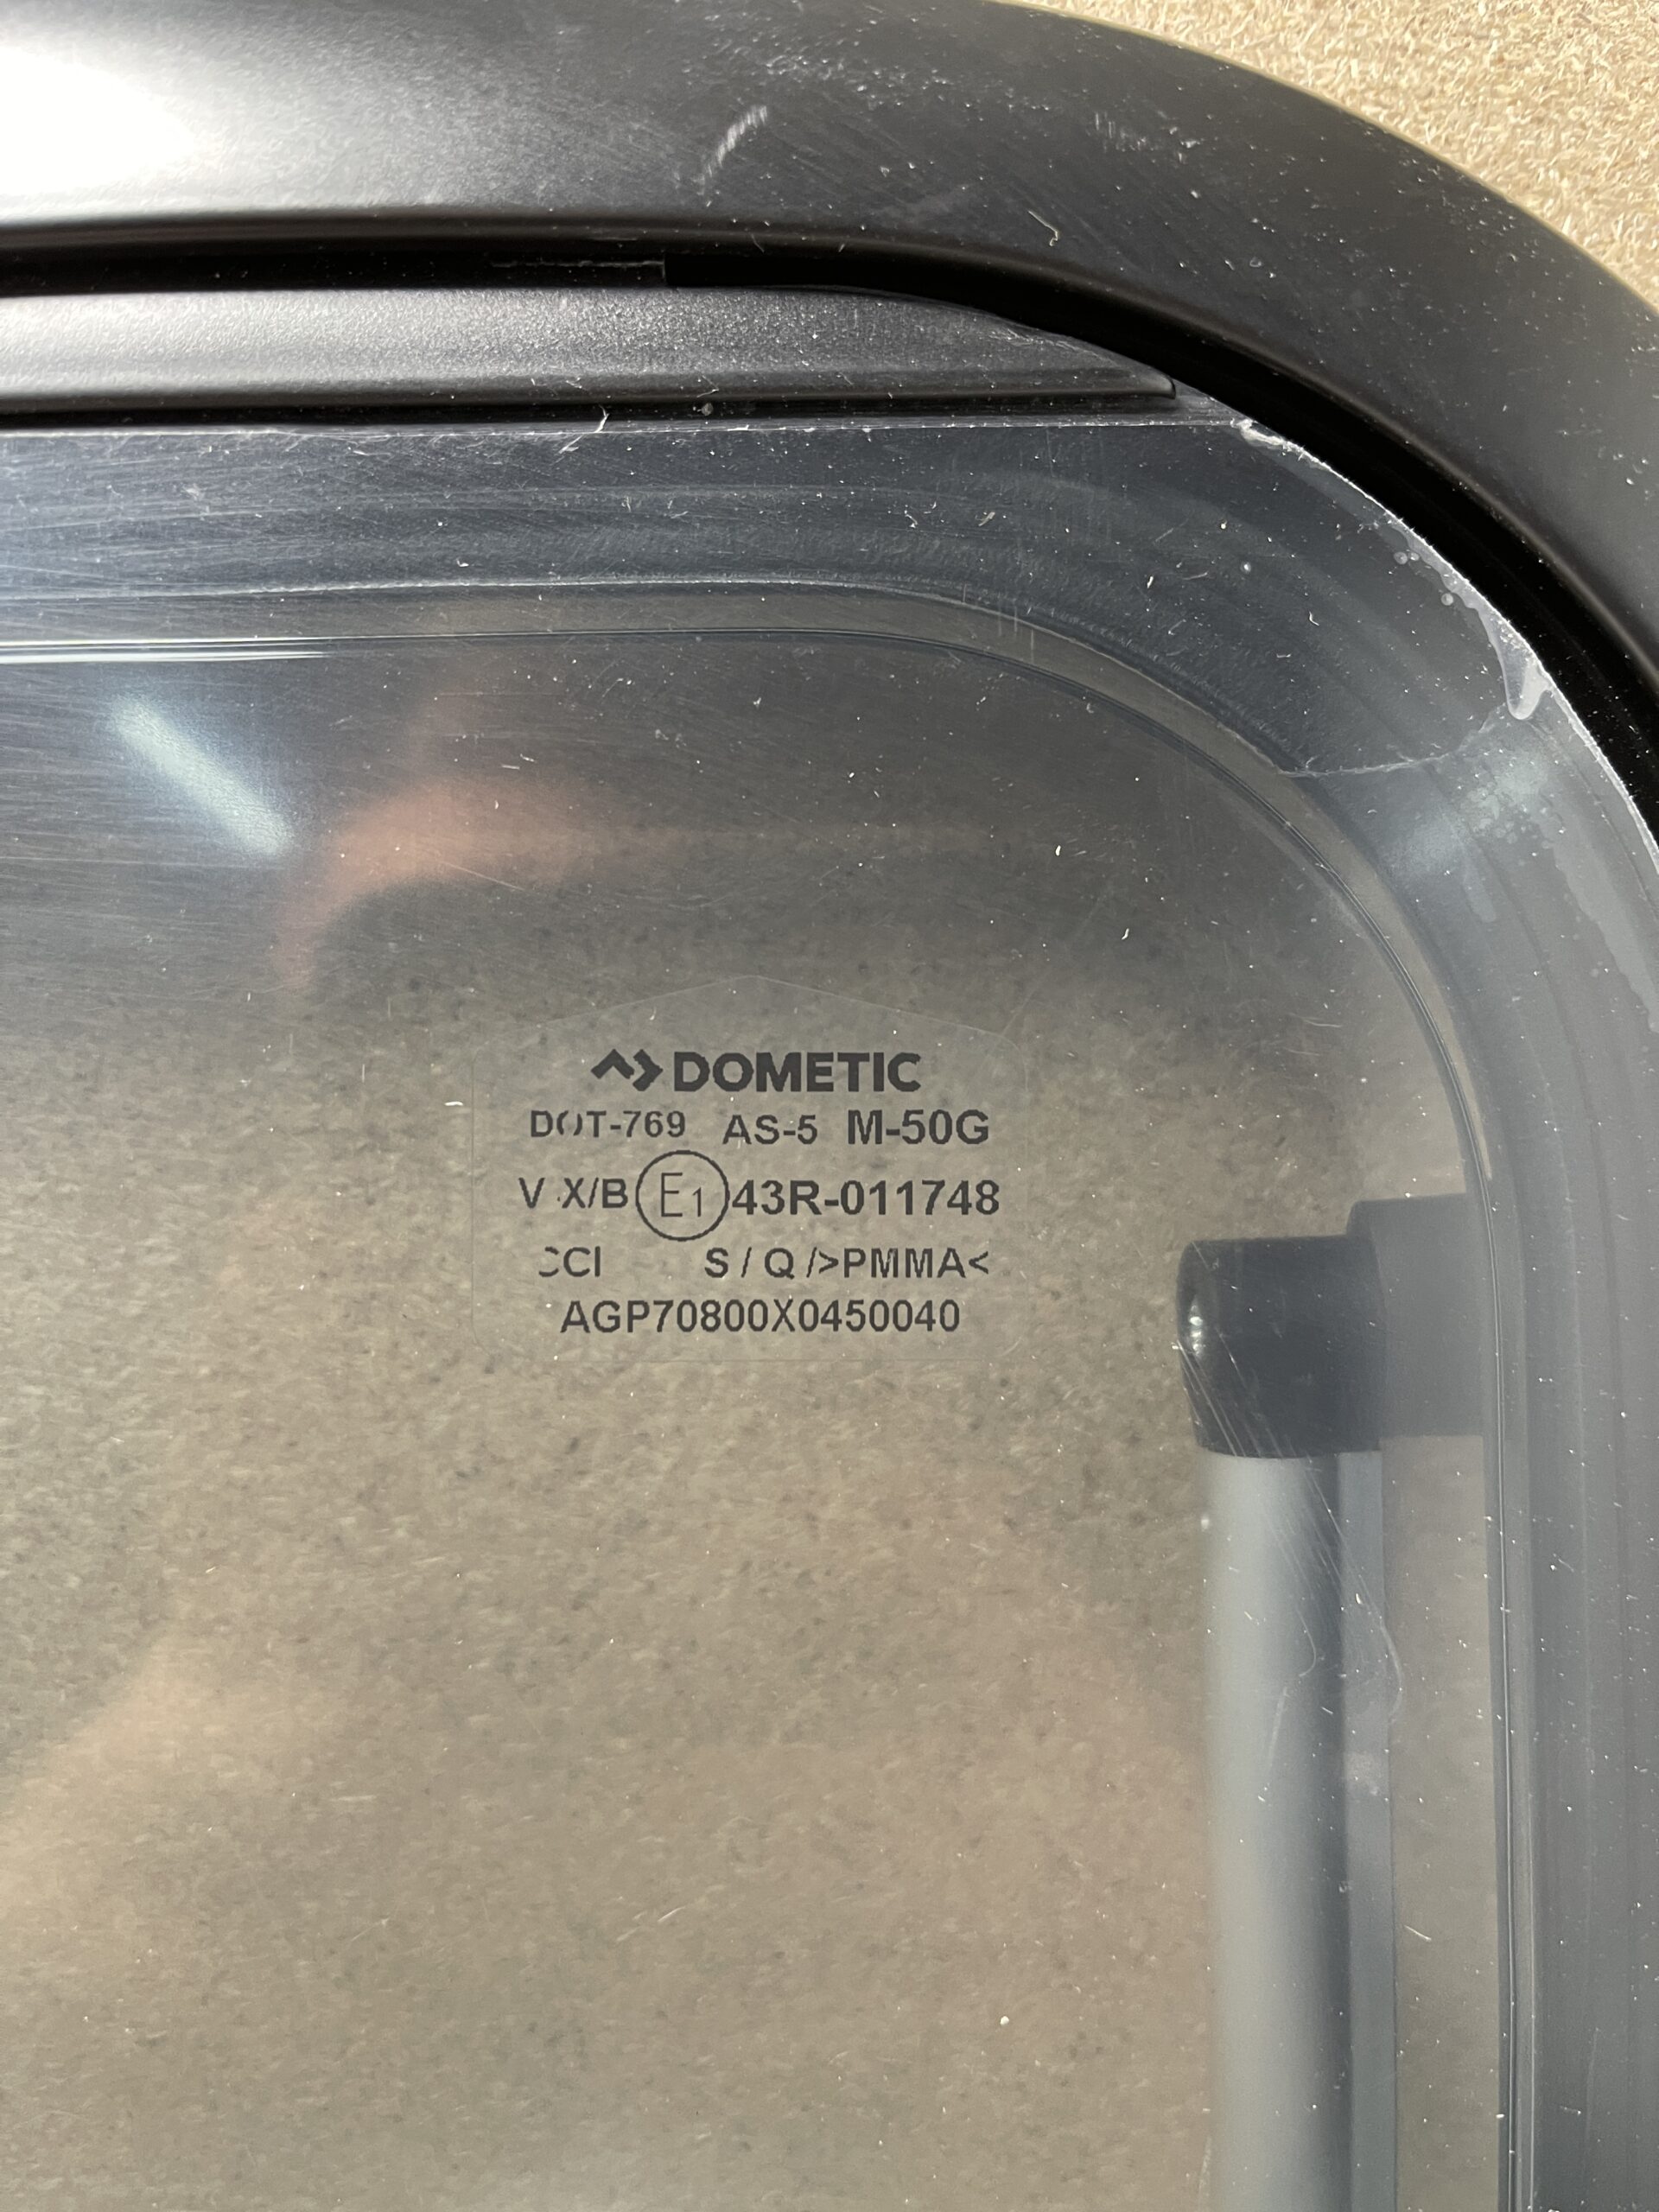 DOMETIC
DOT-769 AS-5 M-50G
X/B E1 43R-011748
S / Q />PMMA<
AGP70800X0450040